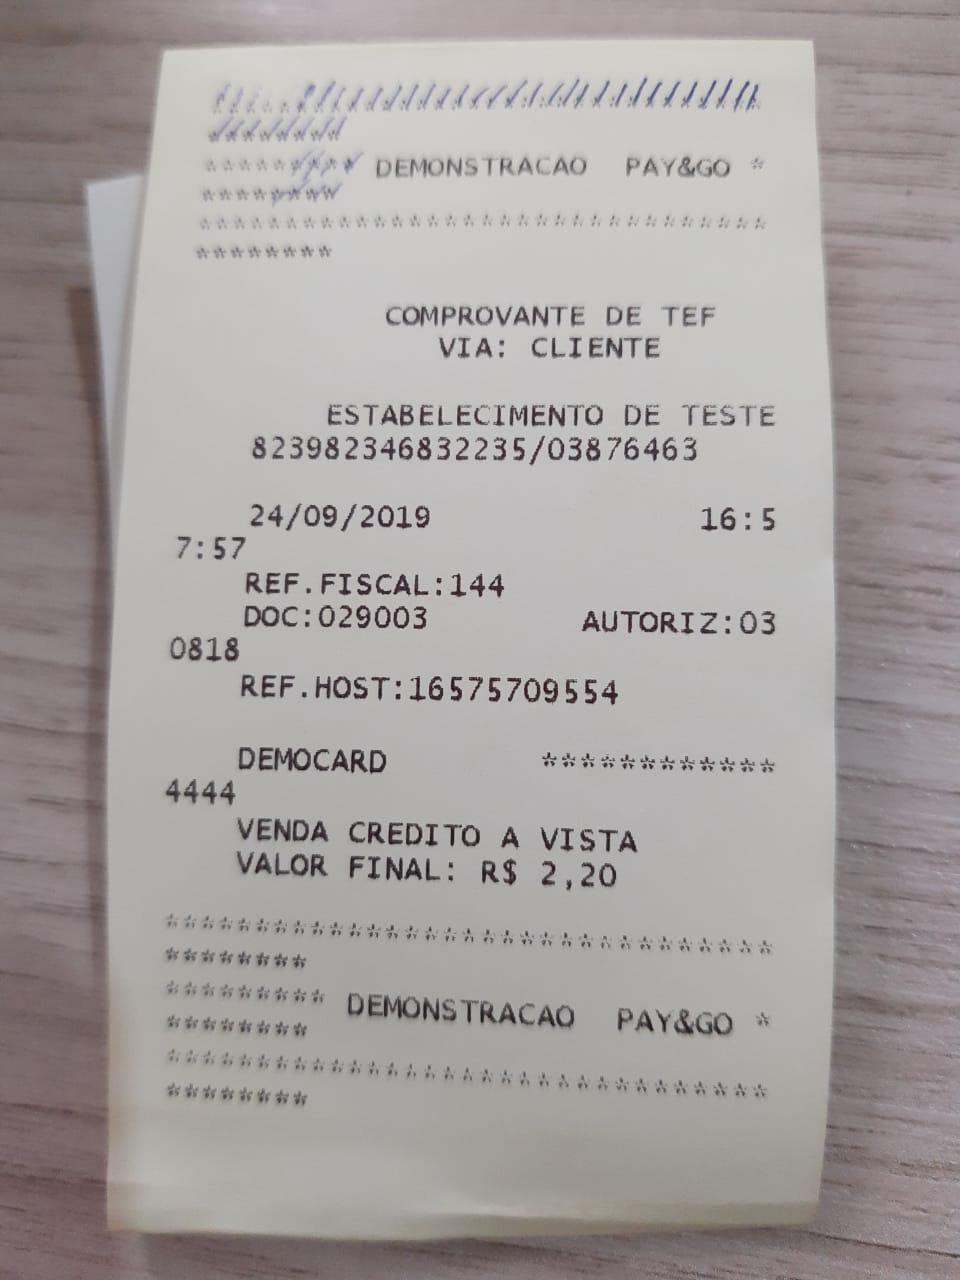 ****************************************
********
********* DEMONSTRACAO  PAY&GO *
********
********************************
********

COMPROVANTE DE TEF
VIA: CLIENTE

ESTABELECIMENTO DE TESTE
823982346832235/03876463

24/09/2019 16:5
7:57
REF.FISCAL:144
DOC:029003 AUTORIZ:03
0818
REF.HOST:16575709554

DEMOCARD ************
4444
VENDA CREDITO A VISTA
VALOR FINAL: R$ 2,20

********************************
********
********* DEMONSTRACAO  PAY&GO *
********
********************************
********